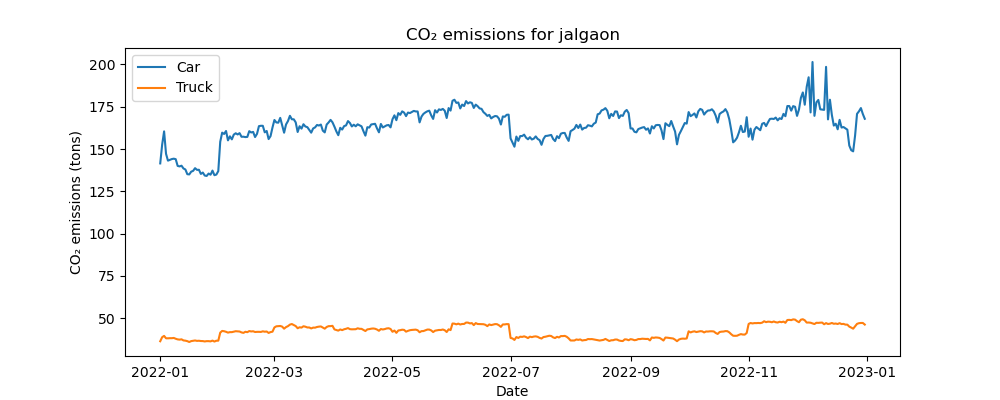 CO₂ emissions for jalgaon
Car
Truck
CO₂ emissions (tons)
200
175
150
125
100
75
50
2022-01
2022-03
2022-05
2022-07
2022-09
2022-11
2023-01
Date